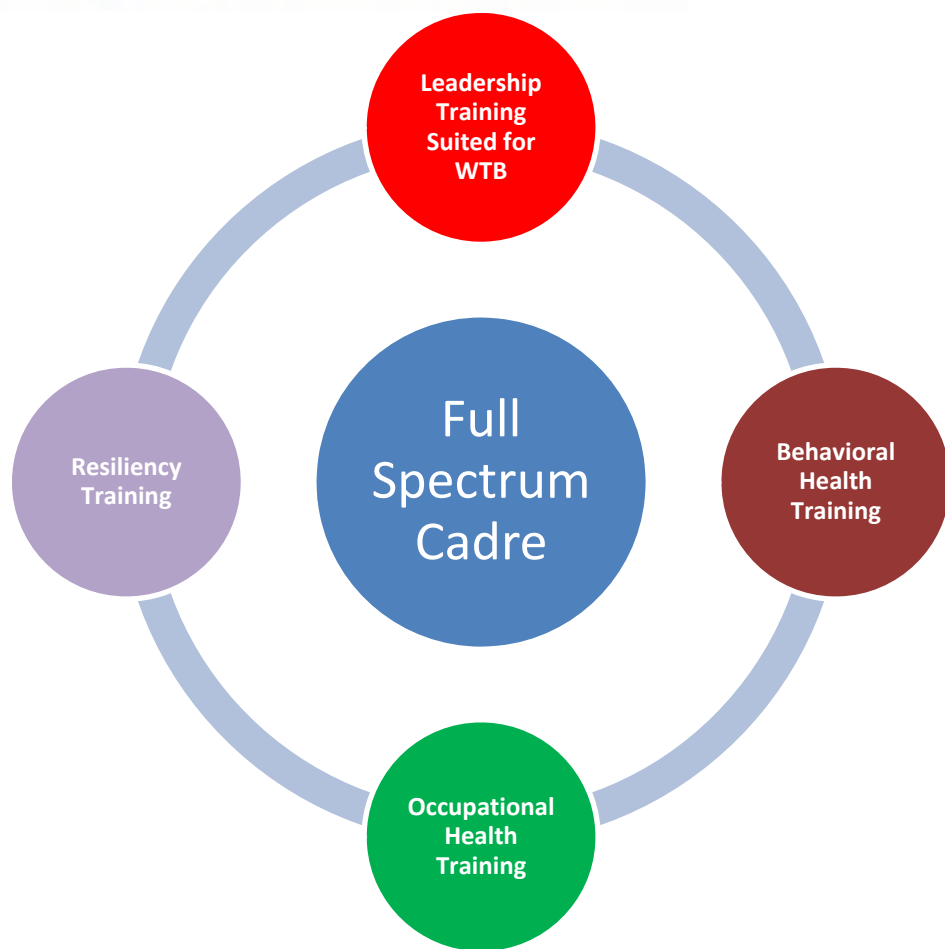 Leadership
Training
Suited for
WTB
Full
Spectrum
Cadre
Resiliency
Training
Behavioral
Health
Training
Occupational
Health
Training